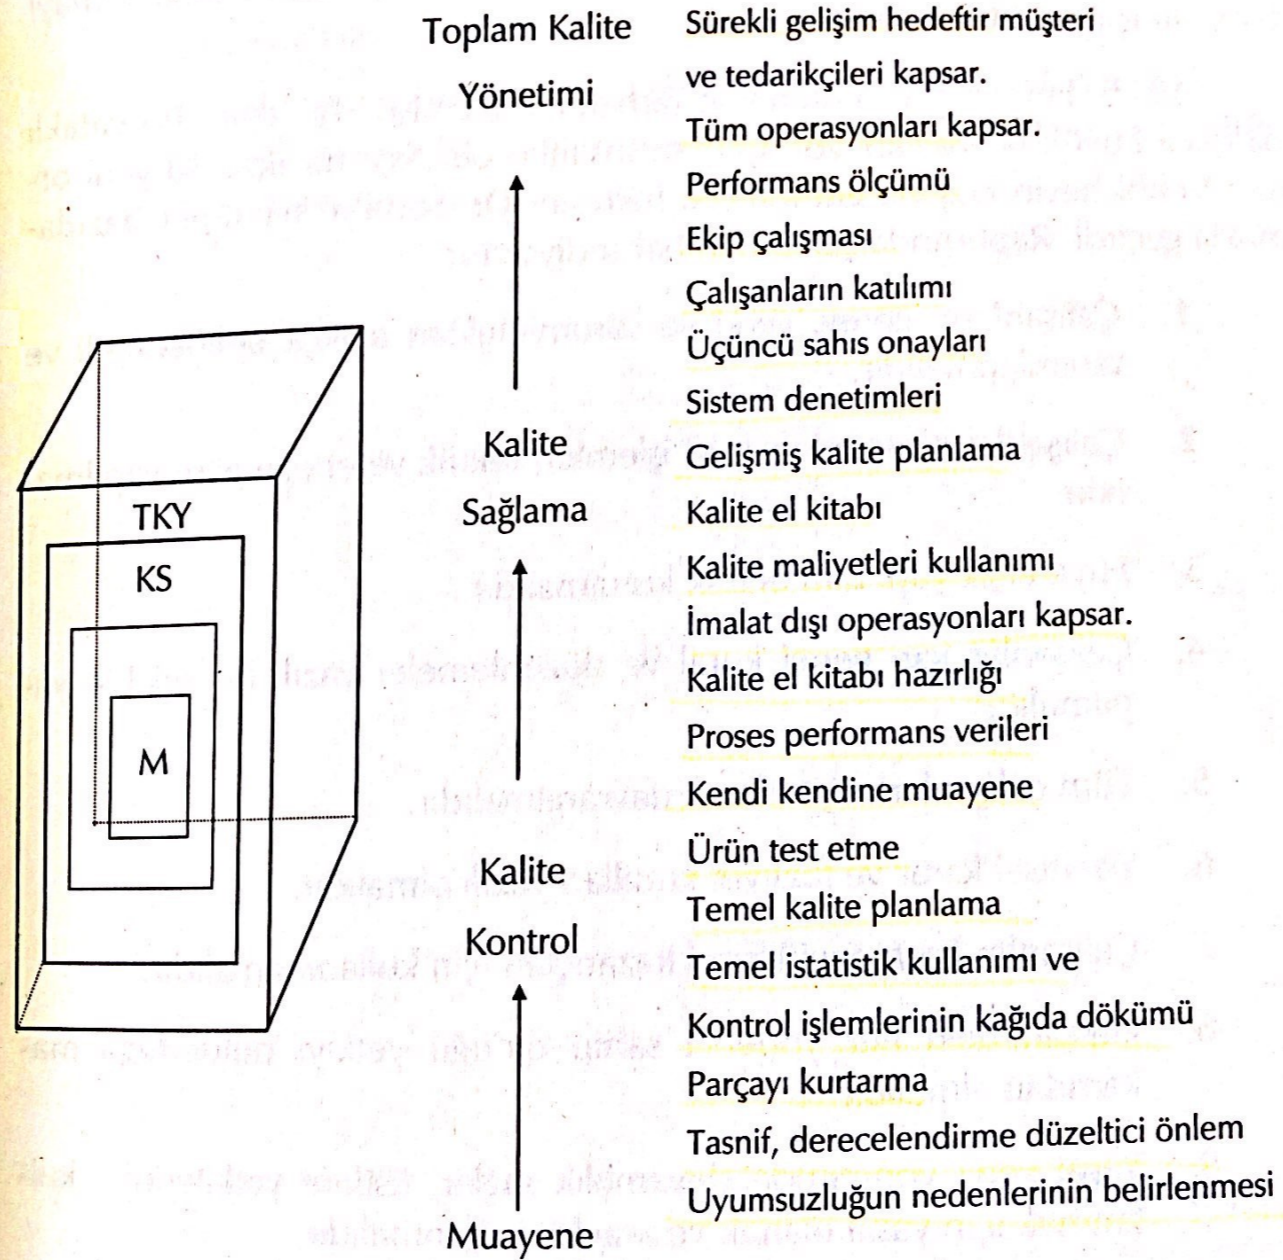 Toplam Kalite
Yönetimi
Kalite
Sağlama
Kalite
Kontrol
Muayene
TKY
KS
M
Sürekli gelişim hedeftir müşteri
ve tedarikçileri kapsar.
Tüm operasyonları kapsar.
Performans ölçümü
Ekip çalışması
Çalışanların katılımı
Üçüncü sahıs onayları
Sistem denetimleri
Gelişmiş kalite planlama
Kalite el kitabı
Kalite maliyetleri kullanımı
İmalat dışı operasyonları kapsar.
Kalite el kitabı hazırlığı
Proses performans verileri
Kendi kendine muayene
Ürün test etme
Temel kalite planlama
Temel istatistik kullanımı ve
Kontrol işlemlerinin kağıda dökümü
Parçayı kurtarma
Tasnif, derecelendirme düzeltici önlem
Uyumsuzluğun nedenlerinin belirlenmesi